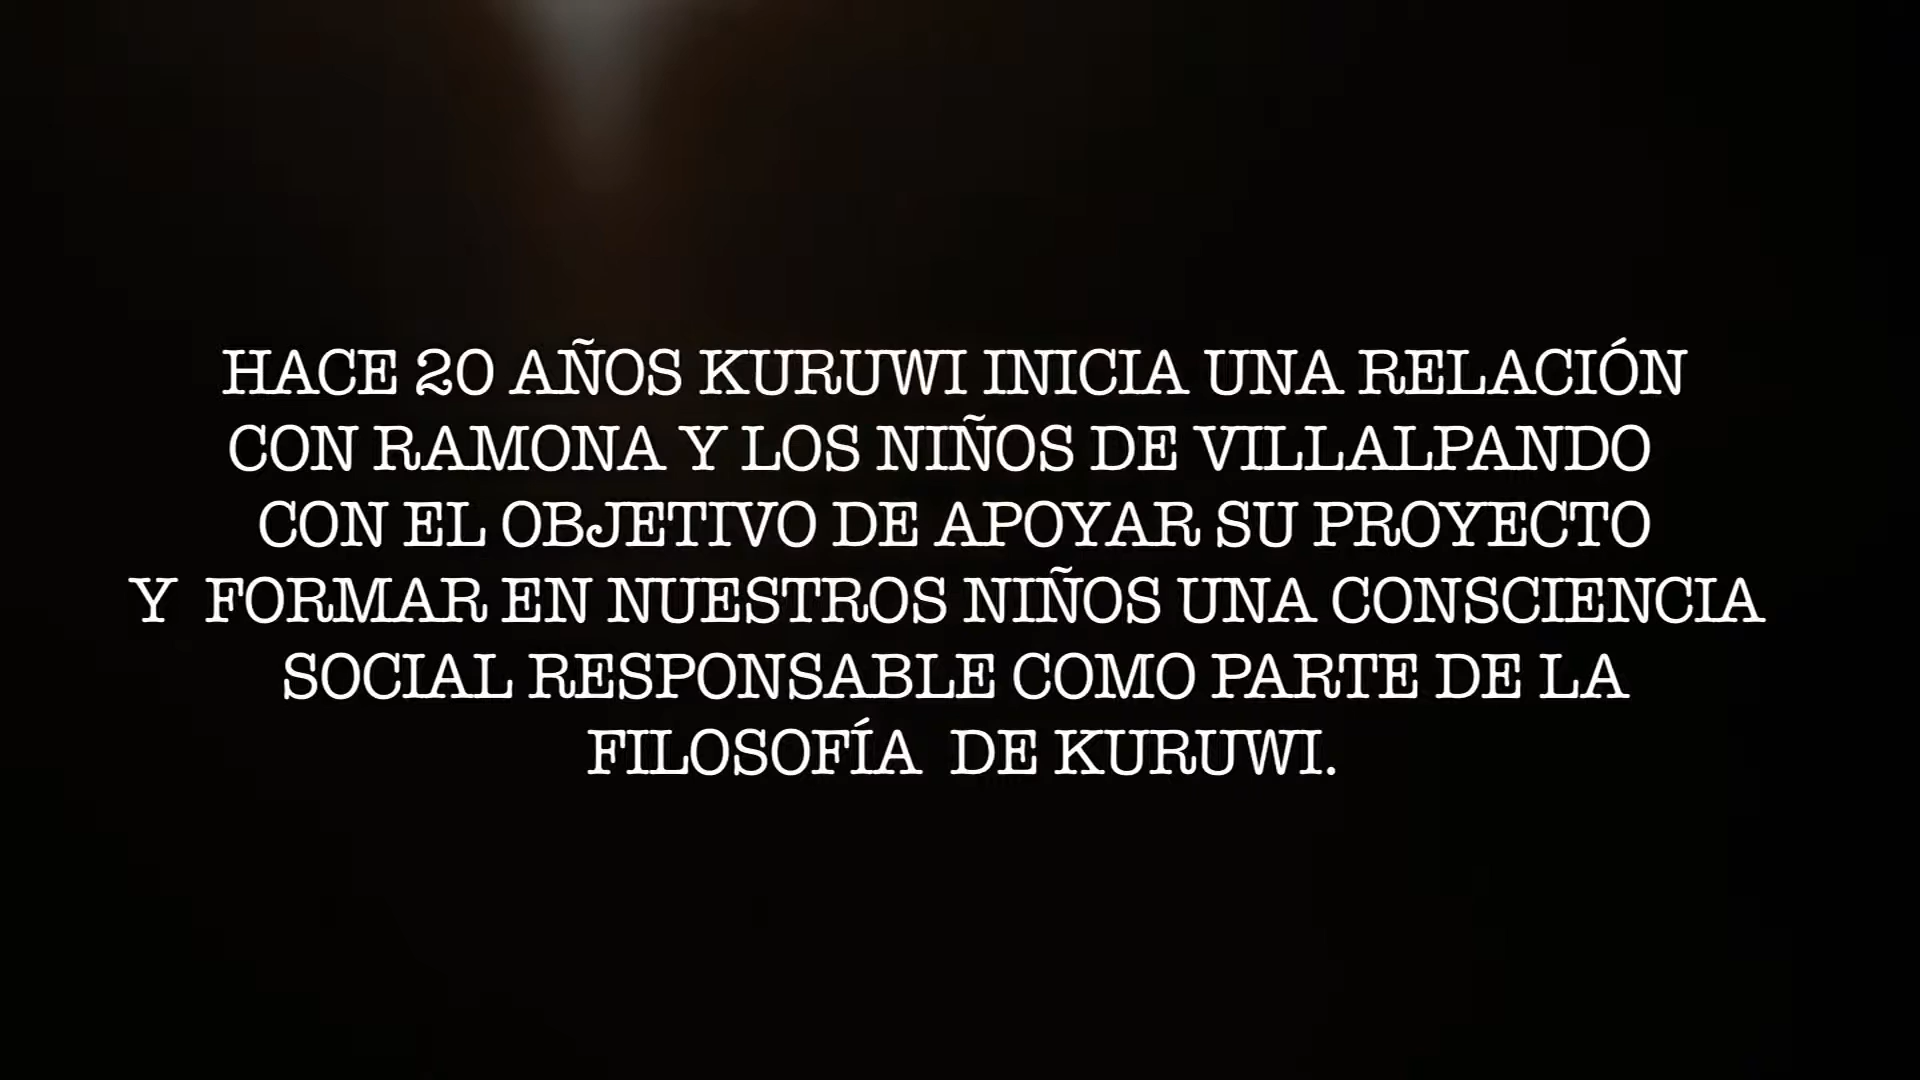 HACE 20 AÑOS KURUWI INICIA UNA RELACIÓN
CON RAMONA Y LOS NIÑOS DE VILLALPANDO
CON EL OBJETIVO DE APOYAR SU PROYECTO
Y  FORMAR EN NUESTROS NIÑOS UNA CONSCIENCIA
SOCIAL RESPONSABLE COMO PARTE DE LA
FILOSOFÍA  DE KURUWI.